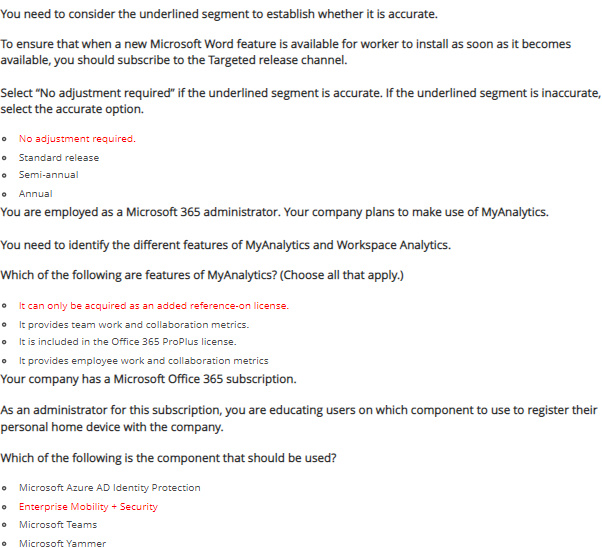 You need to consider the underlined segment to establish whether it is accurate.
To ensure that when a new Microsoft Word feature is available for worker to install as soon as it becomes
available, you should subscribe to the Targeted release channel.
Select “No adjustment required” if the underlined segment is accurate. If the underlined segment is inaccurate,
select the accurate option.
No adjustment required.
Standard release
Semi-annual
Annual
You are employed as a Microsoft 365 administrator. Your company plans to make use of MyAnalytics.
You need to identify the different features of MyAnalytics and Workspace Analytics.
Which of the following are features of MyAnalytics? (Choose all that apply.)
It can only be acquired as an added reference-on license.
It provides team work and collaboration metrics.
It is included in the Office 365 ProPlus license.
It provides employee work and collaboration metrics
Your company has a Microsoft Office 365 subscription.
As an administrator for this subscription, you are educating users on which component to use to register their
personal home device with the company.
Which of the following is the component that should be used?
Microsoft Azure AD Identity Protection
Enterprise Mobility + Security
Microsoft Teams
Microsoft Yammer